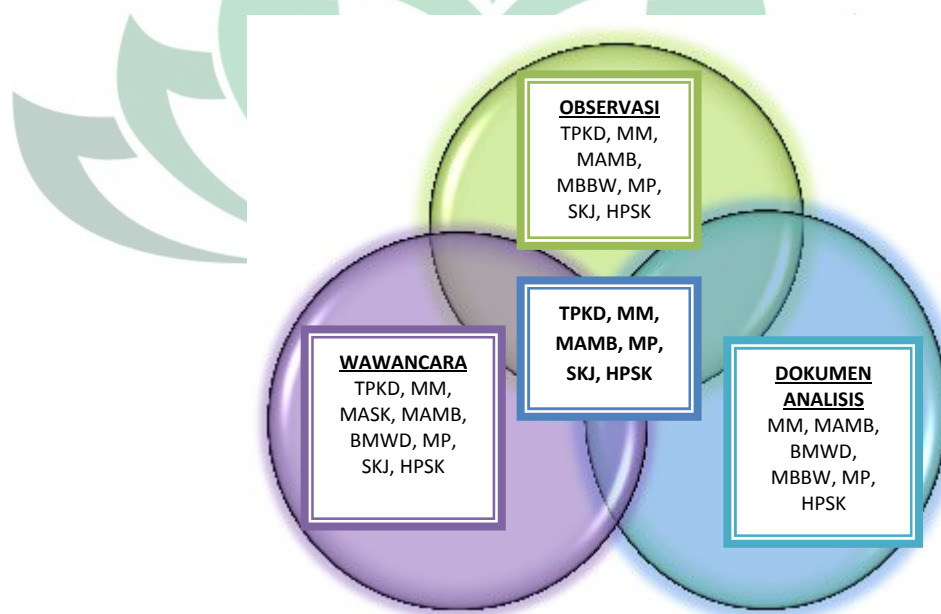 OBSERVASI
TPKD, MM,
MAMB,
MBBW, MP,
SKJ, HPSK
TPKD, MM,
MAMB, MP,
SKJ, HPSK
WAWANCARA
TPKD, MM,
MASK, MAMB,
BMWD, MP,
SKJ, HPSK
DOKUMEN
ANALISIS
MM, MAMB,
BMWD,
MBBW, MP,
HPSK